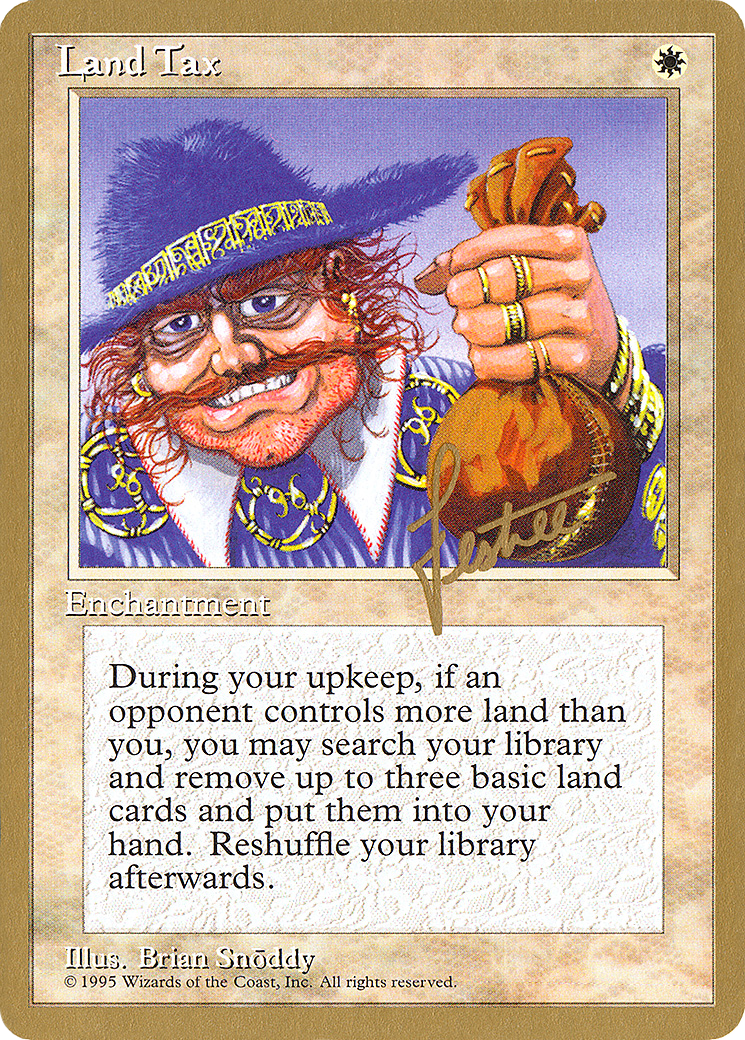 Land Tax
Lestree
Enchantment
During your upkeep, if an
opponent controls more land than
you, you may search your library
and remove up to three basic land
cards and put them into your
hand. Reshuffle your library
afterwards.
Illus. Brian Snōddy
© 1995 Wizards of the Coast, Inc. All rights reserved.